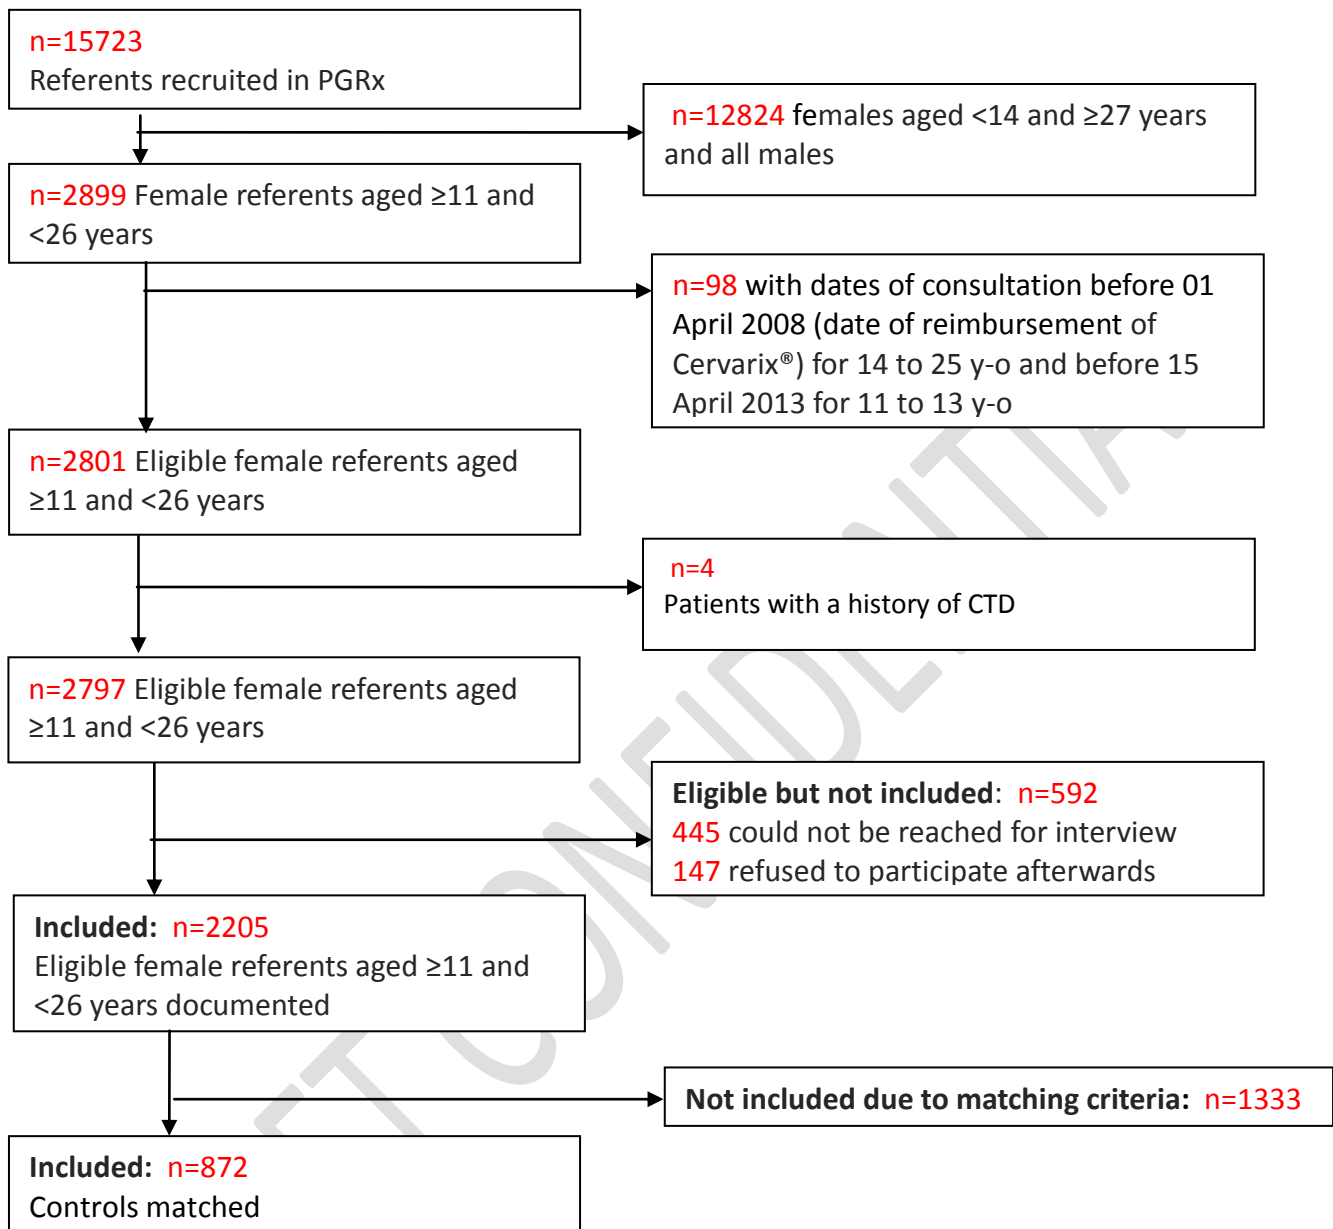 n=15723
Referents recruited in PGRx
n=12824 females aged <14 and ≥27 years
and all males
n=2899 Female referents aged ≥11 and
<26 years
n=98 with dates of consultation before 01
April 2008 (date of reimbursement of
Cervarix®) for 14 to 25 y-o and before 15
April 2013 for 11 to 13 y-o
n=2801 Eligible female referents aged
≥11 and <26 years
n=4
Patients with a history of CTD
n=2797 Eligible female referents aged
≥11 and <26 years
Eligible but not included: n=592
445 could not be reached for interview
147 refused to participate afterwards
Included: n=2205
Eligible female referents aged ≥11 and
<26 years documented
Not included due to matching criteria: n=1333
Included: n=872
Controls matched